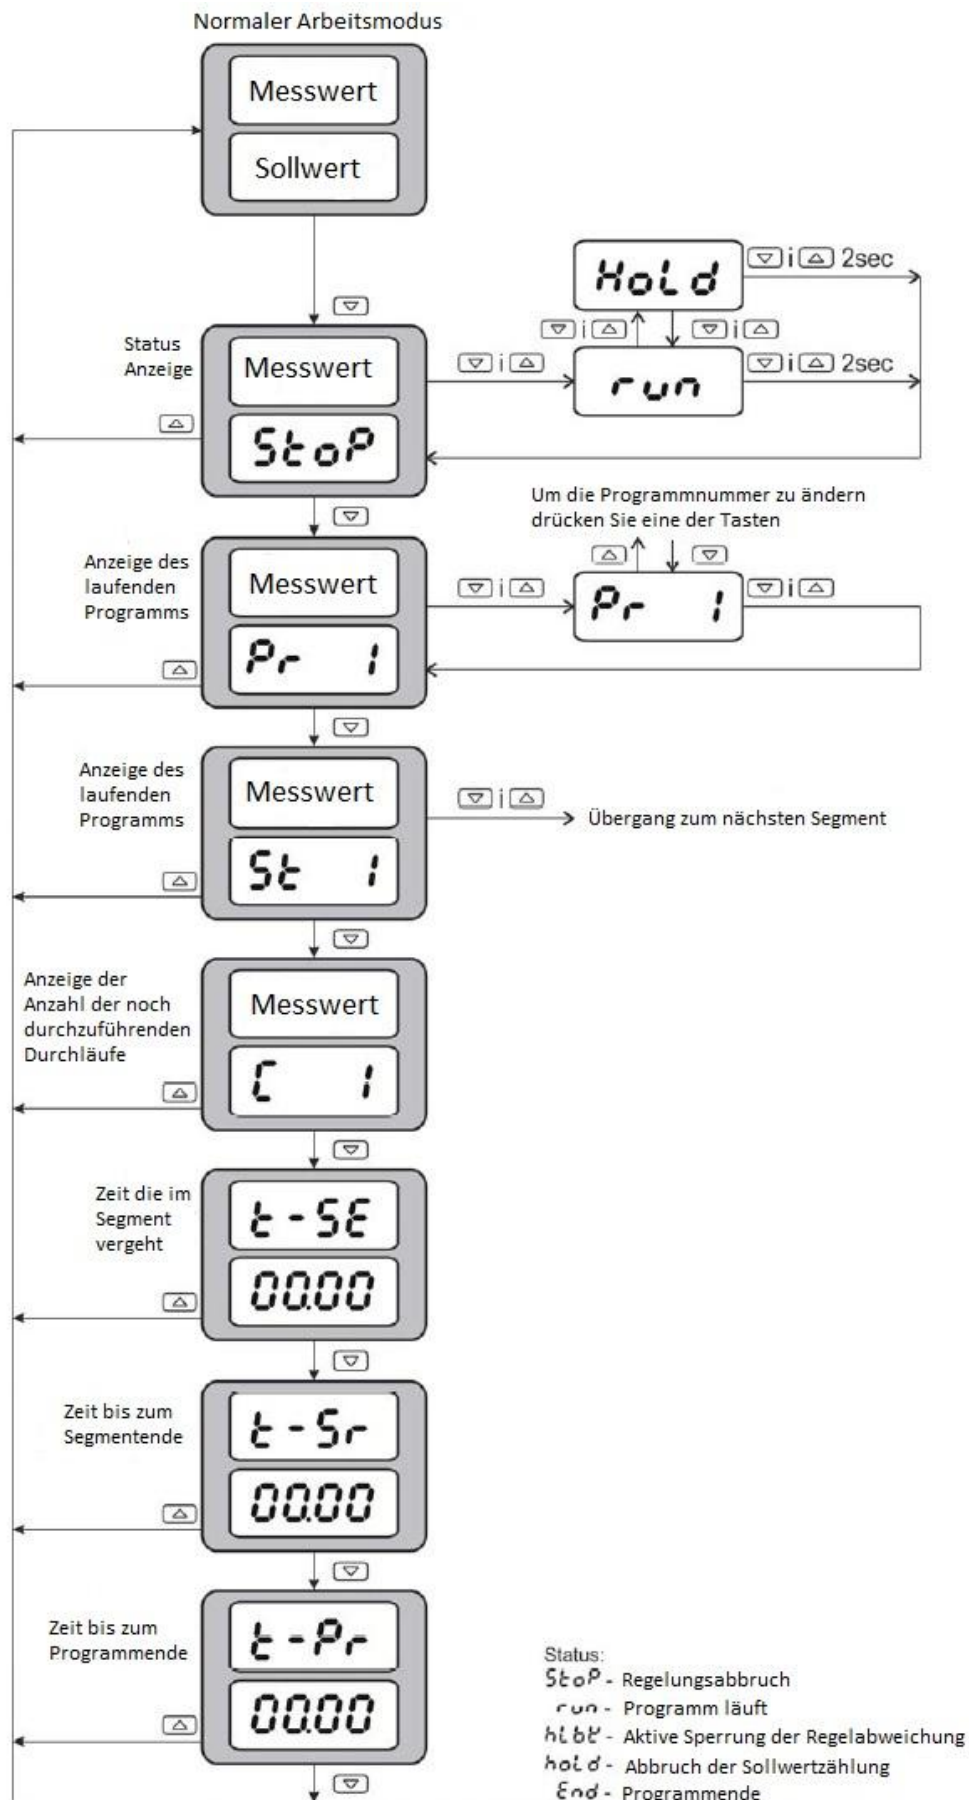 Normaler Arbeitsmodus
Messwert
Sollwert
Status
Anzeige
Messwert
StoP
i
i
HoLd
i 2sec
i
i
run
i 2sec
Um die Programmnummer zu ändern
drücken Sie eine der Tasten
Anzeige des
laufenden
Programms
Messwert
Pr 1
i
Pr 1
i
Anzeige des
laufenden
Programms
Messwert
St 1
i
Übergang zum nächsten Segment
Anzeige der
Anzahl der noch
durchzuführenden
Durchläufe
Messwert
C 1
Zeit die im
Segment
vergeht
t-SE
00.00
Zeit bis zum
Segmentende
t-Sr
00.00
Zeit bis zum
Programmende
t-Pr
00.00
Status:
StoP - Regelungsabbruch
run - Programm läuft
- Aktive Sperrung der Regelabweichung
hoLd - Abbruch der Sollwertzählung
End - Programmende